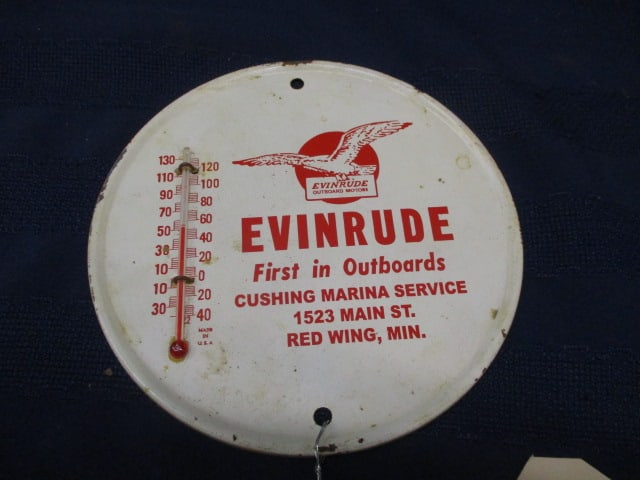 EVINRUDE
OUTBOARD MOTORS
EVINRUDE
First in Outboards
CUSHING MARINA SERVICE
1523 MAIN ST.
RED WING, MIN.
130
120
110
100
90
80
70
60
50
40
30
20
10
0
10
20
30
40
MADE
IN
U.S.A.